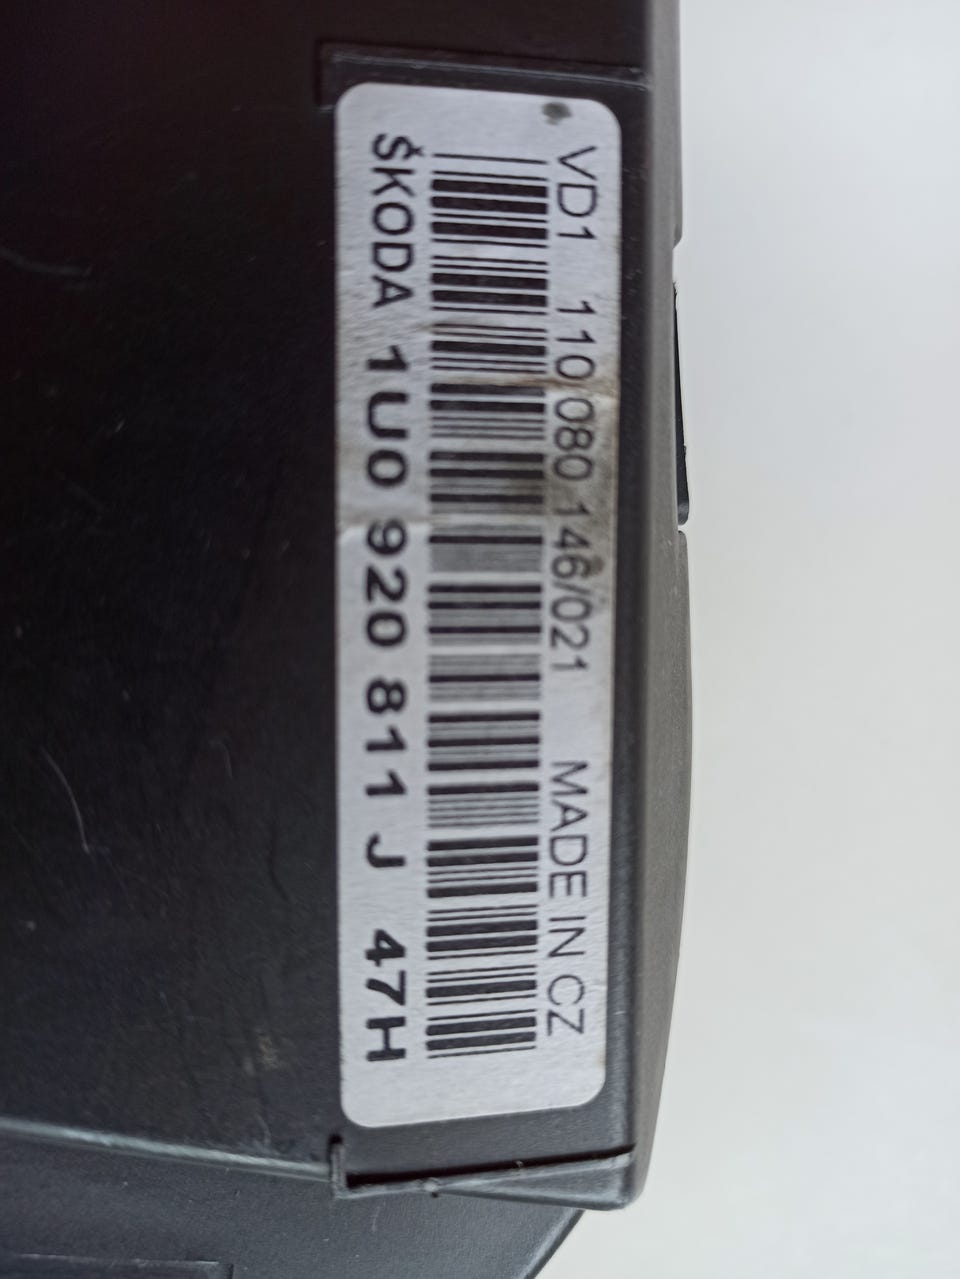 VD1 110 080 146/021 MADE IN CZ
ŠKODA 1U0 920 811 J 47H